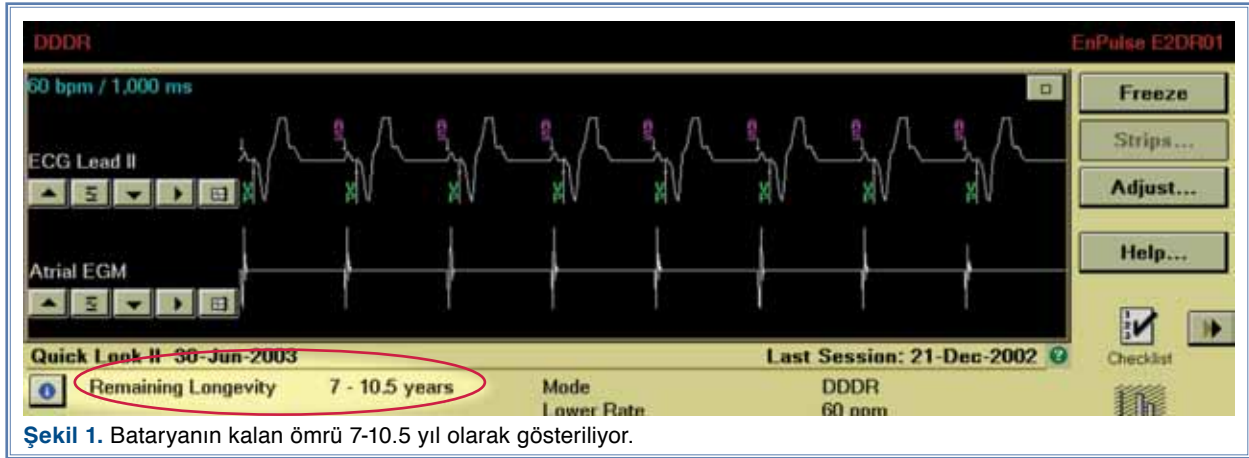 DDDR EnPulse E2DR01
60 bpm / 1,000 ms
Freeze
Strips...
ECG Lead II
Adjust...
Help...
Atrial EGM
Quick Look II 30-Jun-2003 Last Session: 21-Dec-2002
Checklist
Remaining Longevity 7 - 10.5 years Mode DDDR
Lower Rate 60 ppm
Şekil 1. Bataryanın kalan ömrü 7-10.5 yıl olarak gösteriliyor.